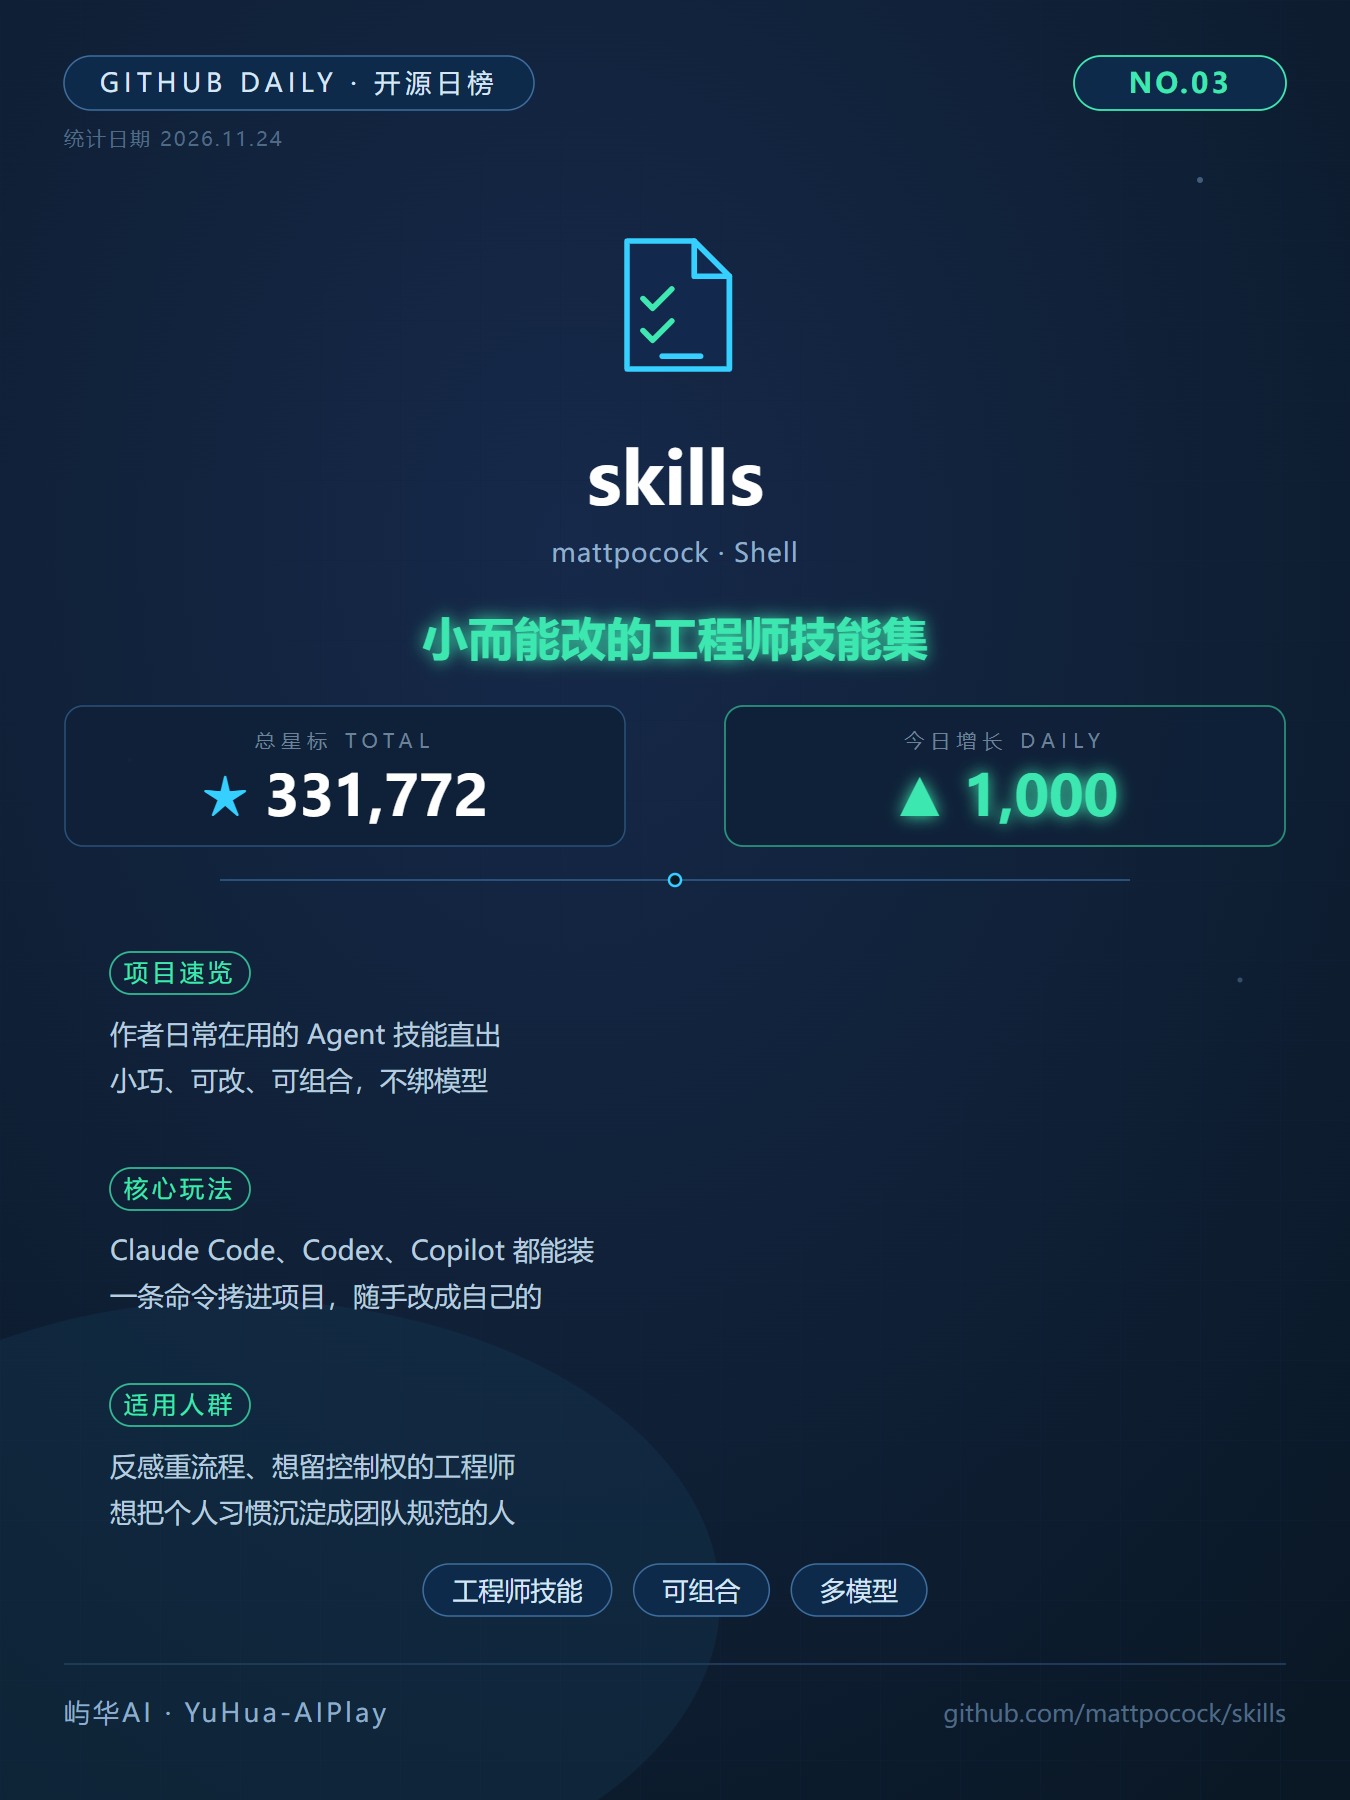 GITHUB DAILY · 开源日榜
NO.03
统计日期 2026.11.24
skills
mattpocock · Shell
小而能改的工程师技能集
总星标 TOTAL
★ 331,772
今日增长 DAILY
▲ 1,000
项目速览
作者日常在用的 Agent 技能直出
小巧、可改、可组合，不绑模型
核心玩法
Claude Code、Codex、Copilot 都能装
一条命令拷进项目，随手改成自己的
适用人群
反感重流程、想留控制权的工程师
想把个人习惯沉淀成团队规范的人
工程师技能
可组合
多模型
屿华AI · YuHua-AIPlay
github.com/mattpocock/skills